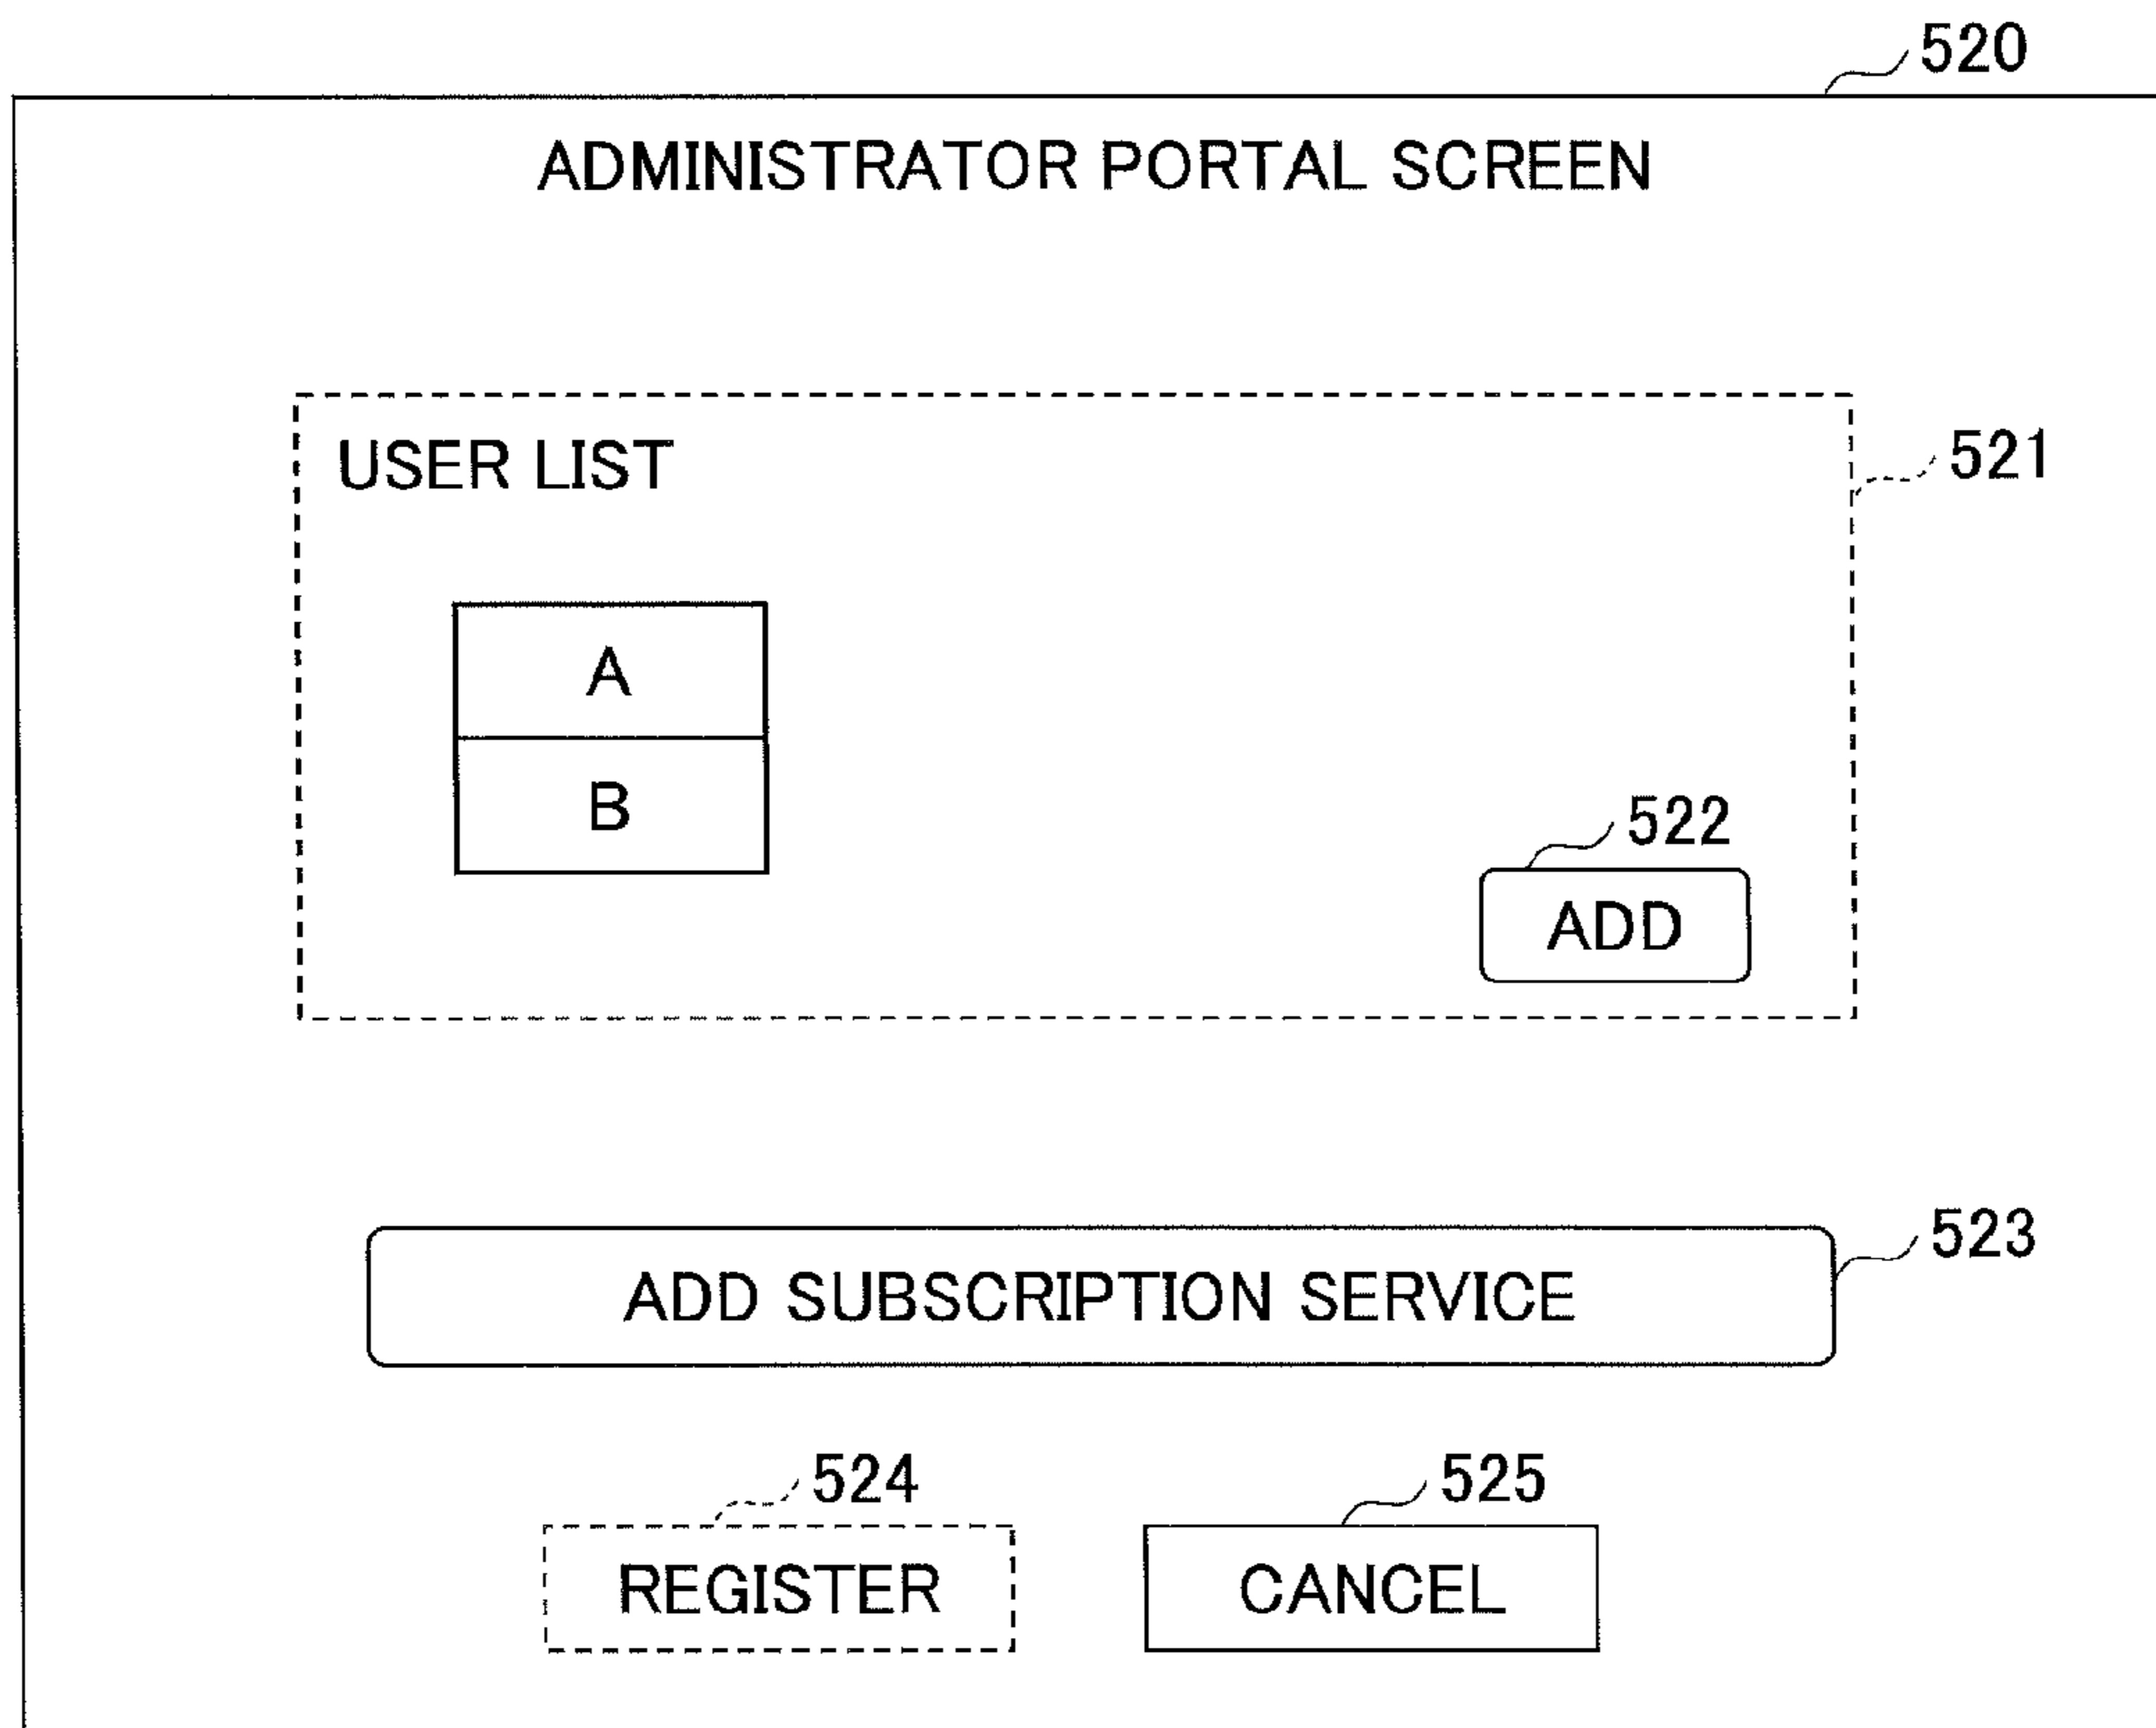 520
ADMINISTRATOR PORTAL SCREEN
USER LIST
521
A
B
522
ADD
523
ADD SUBSCRIPTION SERVICE
524
525
REGISTER
CANCEL